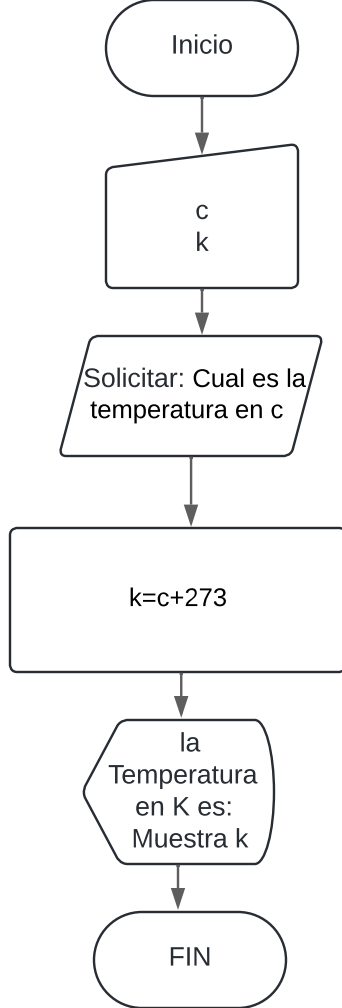 Inicio
c
k
Solicitar: Cual es la
temperatura en c
k=c+273
la
Temperatura
en K es:
Muestra k
FIN